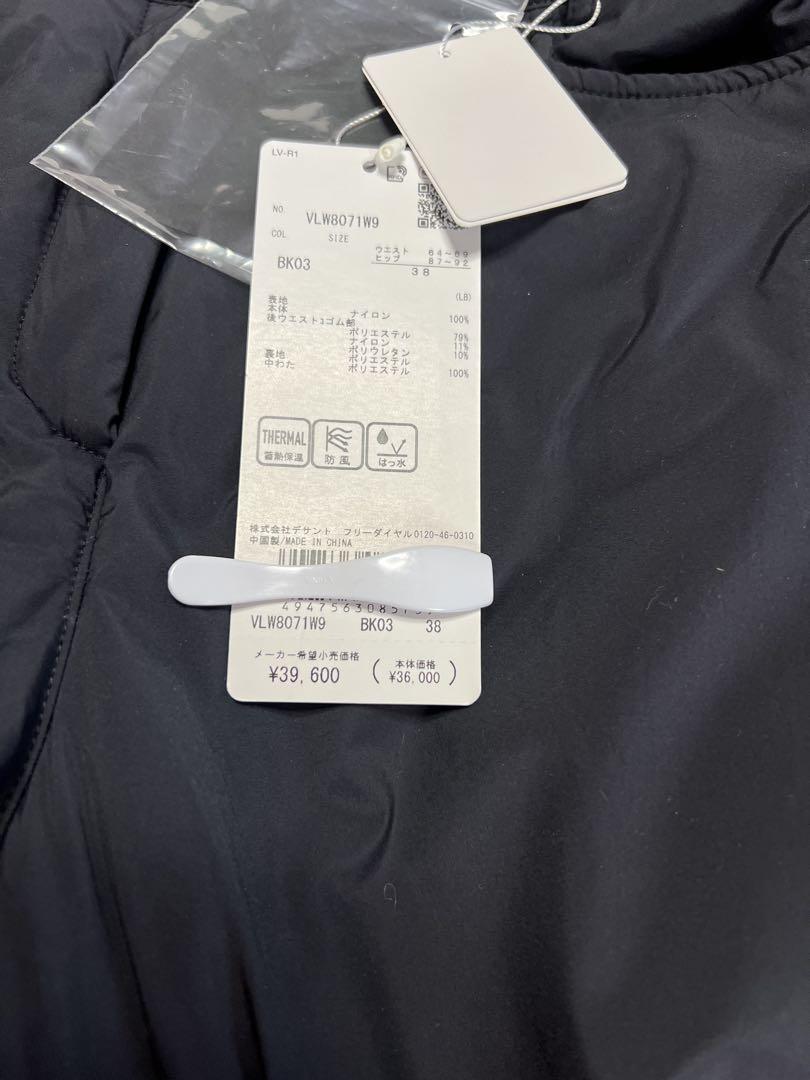 LV-R1
NO. VLW8071W9
COL. SIZE
BK03
ウエスト 64~69
ヒップ 87~92
38
(LB)
表地
本体 ナイロン 100%
後ウエストゴム部
ポリエステル 79%
ナイロン 11%
ポリウレタン 10%
裏地 ポリエステル
中わた ポリエステル 100%
THERMAL
蓄熱保温
防風
はっ水
株式会社デサント フリーダイヤル0120-46-0310
中国製/MADE IN CHINA
VLW8071W9 BK03 38
メーカー希望小売価格
¥39,600
(本体価格
¥36,000)